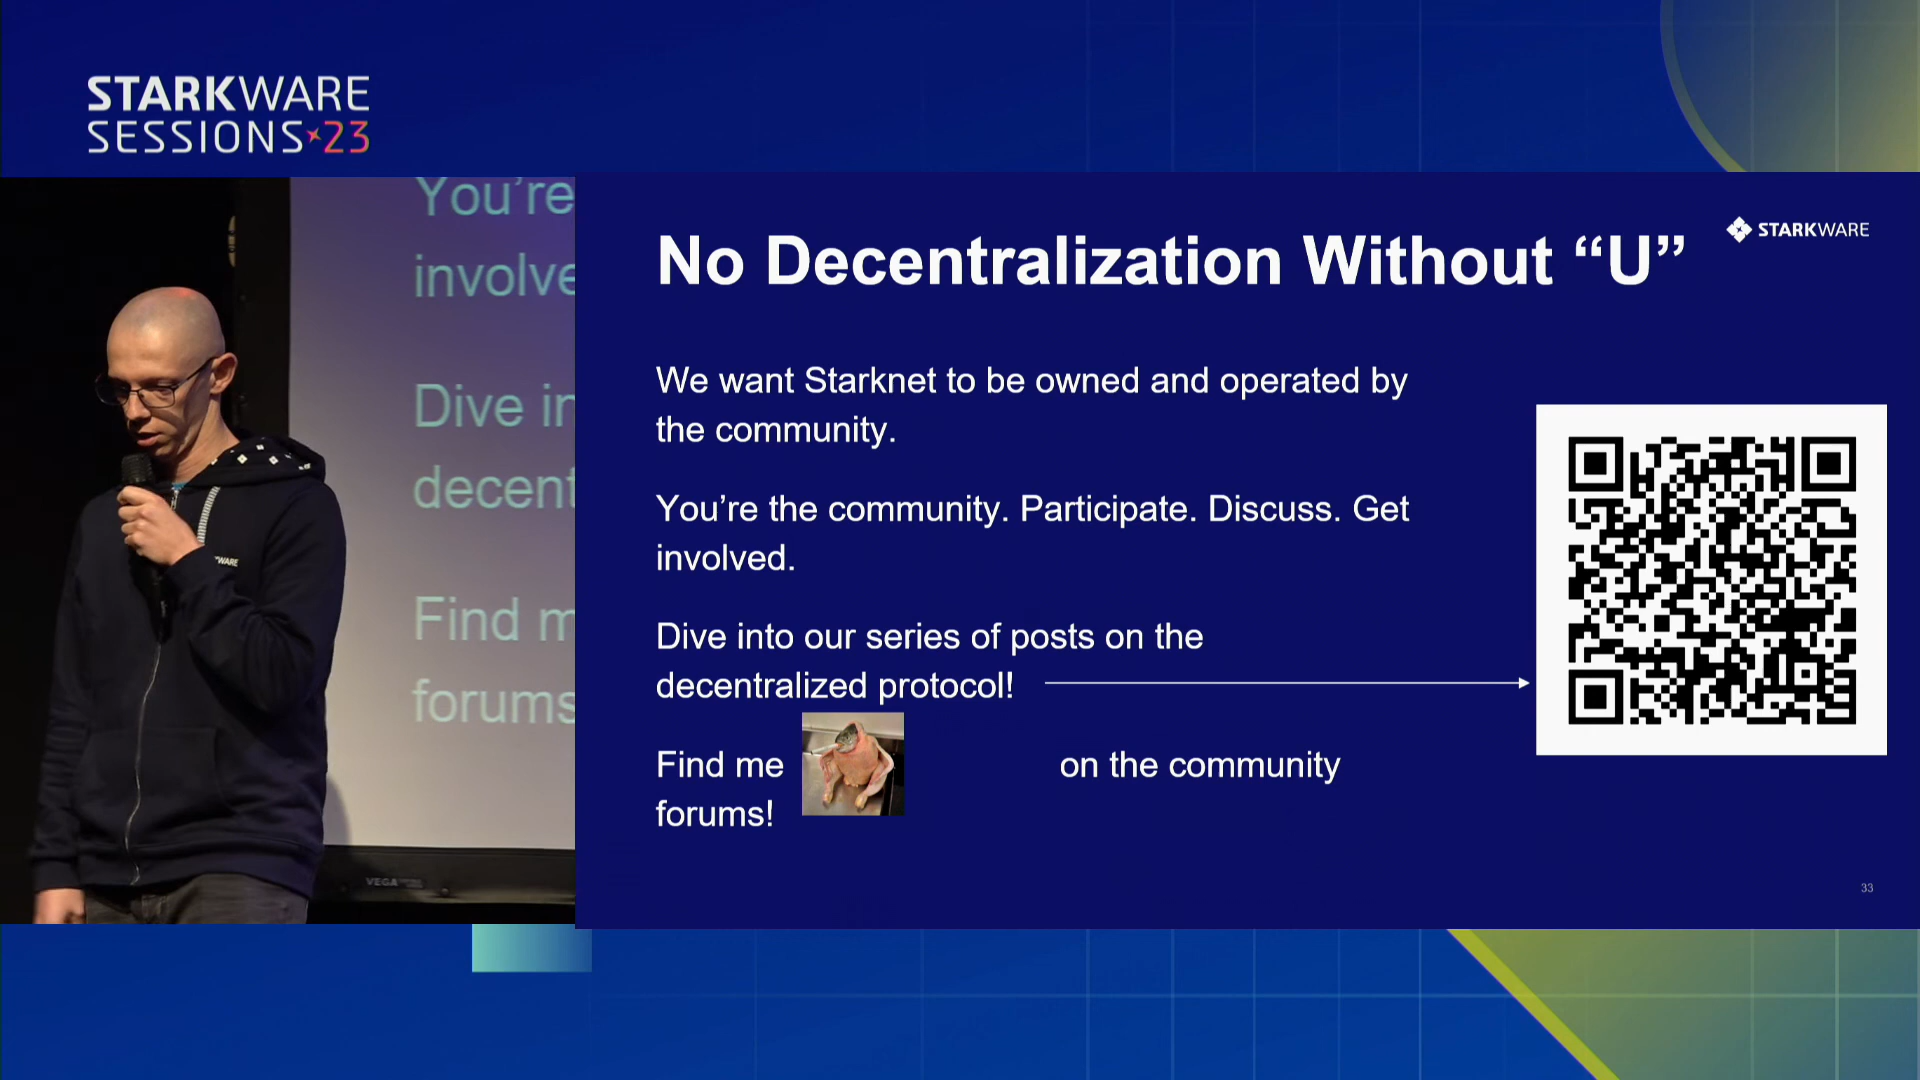 STARKWARE
SESSIONS 23
You're
involve
Dive in
decent
Find m
forums
WARE
VEGA
No Decentralization Without “U”
STARKWARE
We want Starknet to be owned and operated by
the community.
You’re the community. Participate. Discuss. Get
involved.
Dive into our series of posts on the
decentralized protocol!
Find me on the community
forums!
33